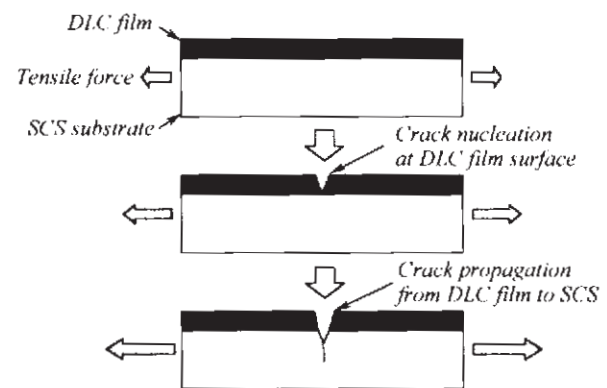 DLC film
Tensile force
SCS substrate
Crack nucleation
at DLC film surface
Crack propagation
from DLC film to SCS